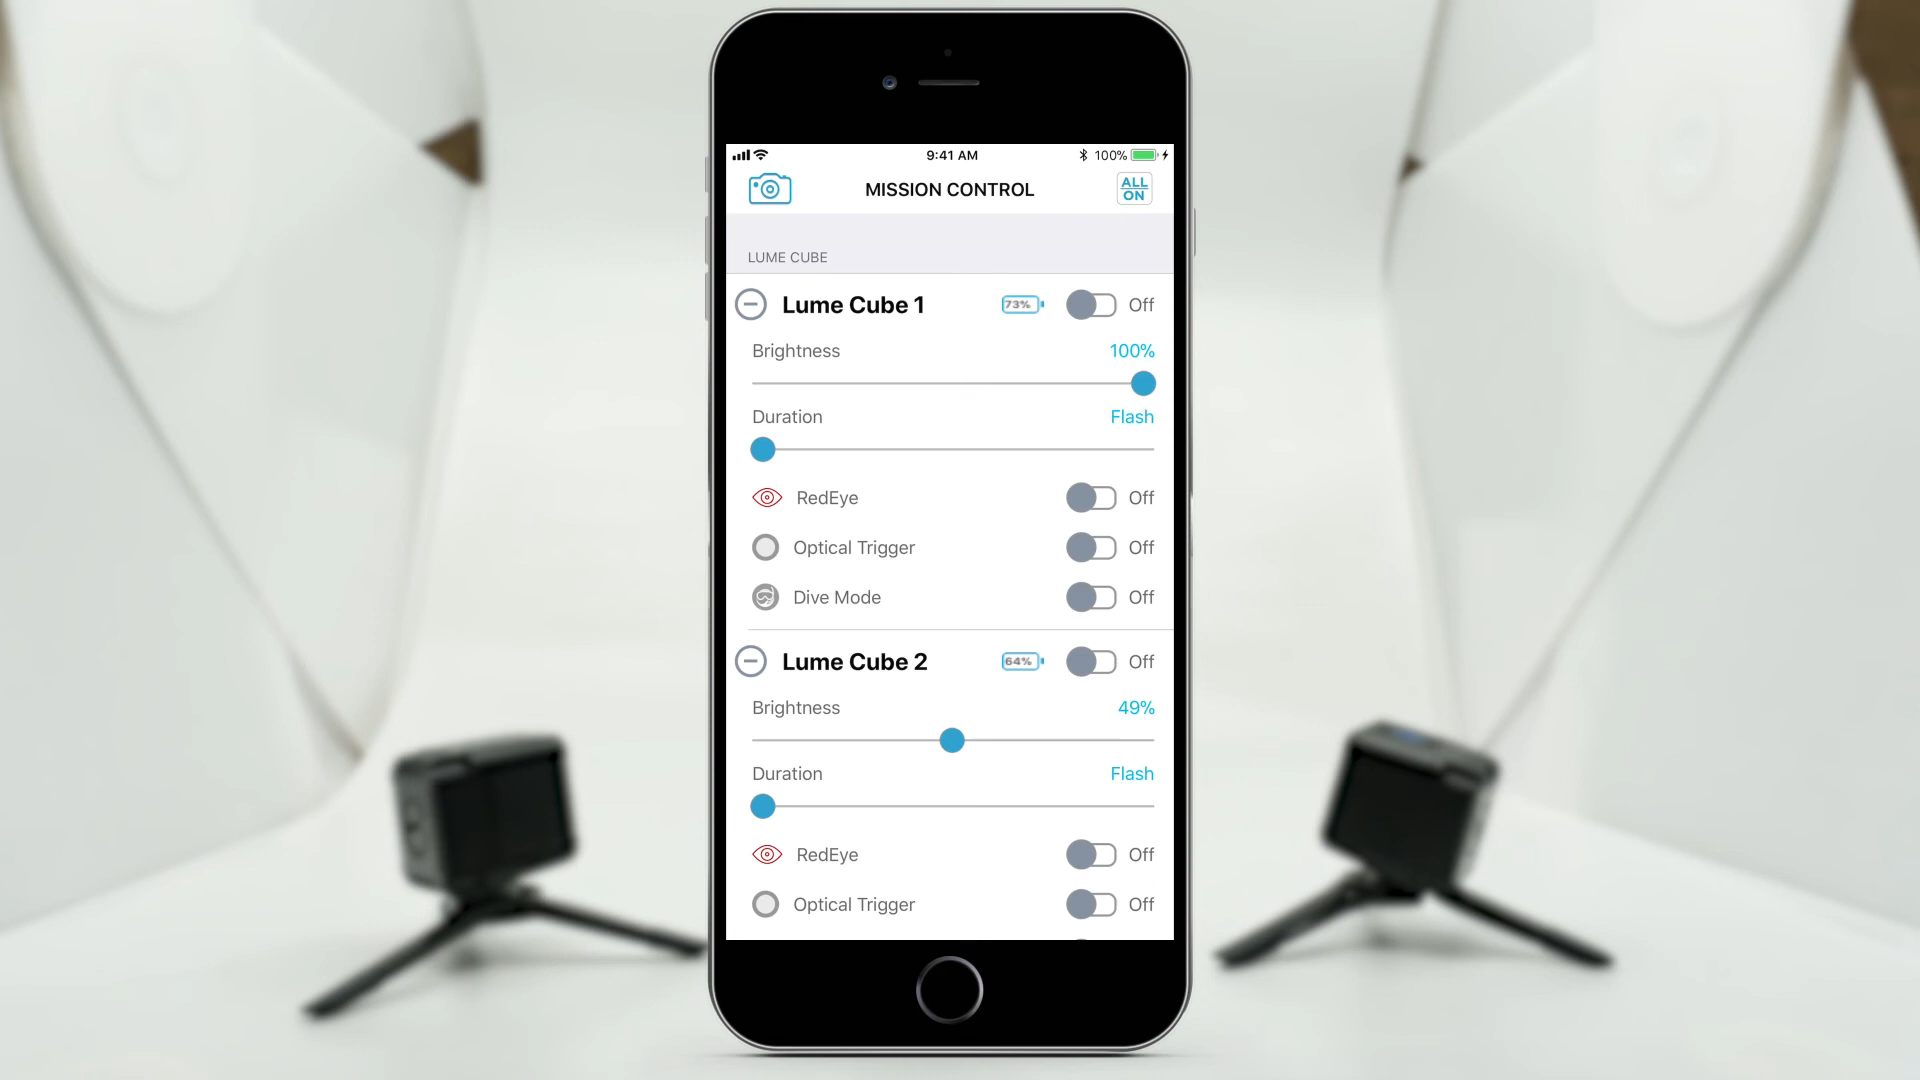 9:41 AM 100%
MISSION CONTROL
ALL
ON
LUME CUBE
Lume Cube 1 73% Off
Brightness 100%
Duration Flash
RedEye Off
Optical Trigger Off
Dive Mode Off
Lume Cube 2 64% Off
Brightness 49%
Duration Flash
RedEye Off
Optical Trigger Off